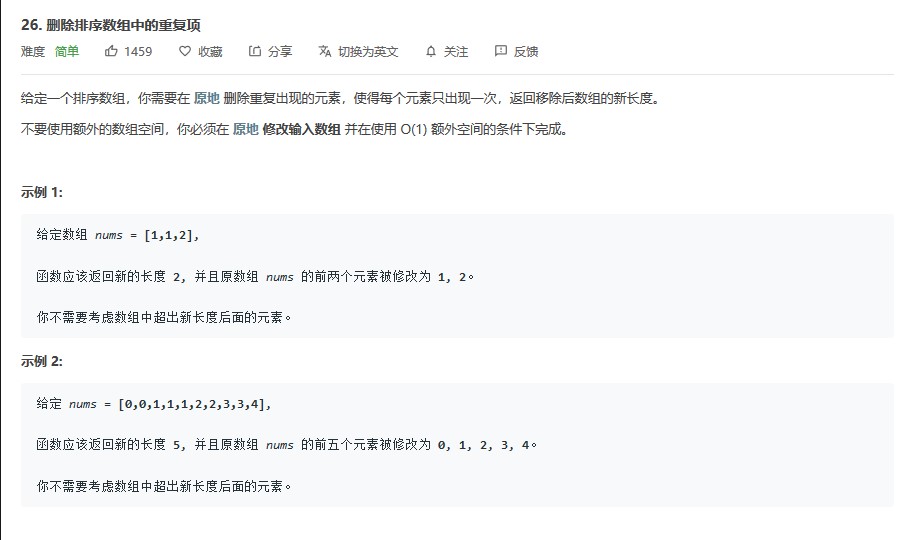 26. 删除排序数组中的重复项
难度 简单 1459 收藏 分享 切换为英文 关注 反馈
给定一个排序数组，你需要在 原地 删除重复出现的元素，使得每个元素只出现一次，返回移除后数组的新长度。
不要使用额外的数组空间，你必须在 原地 修改输入数组 并在使用 O(1) 额外空间的条件下完成。
示例 1:
给定数组 nums = [1,1,2],
函数应该返回新的长度 2, 并且原数组 nums 的前两个元素被修改为 1, 2。
你不需要考虑数组中超出新长度后面的元素。
示例 2:
给定 nums = [0,0,1,1,1,2,2,3,3,4],
函数应该返回新的长度 5, 并且原数组 nums 的前五个元素被修改为 0, 1, 2, 3, 4。
你不需要考虑数组中超出新长度后面的元素。